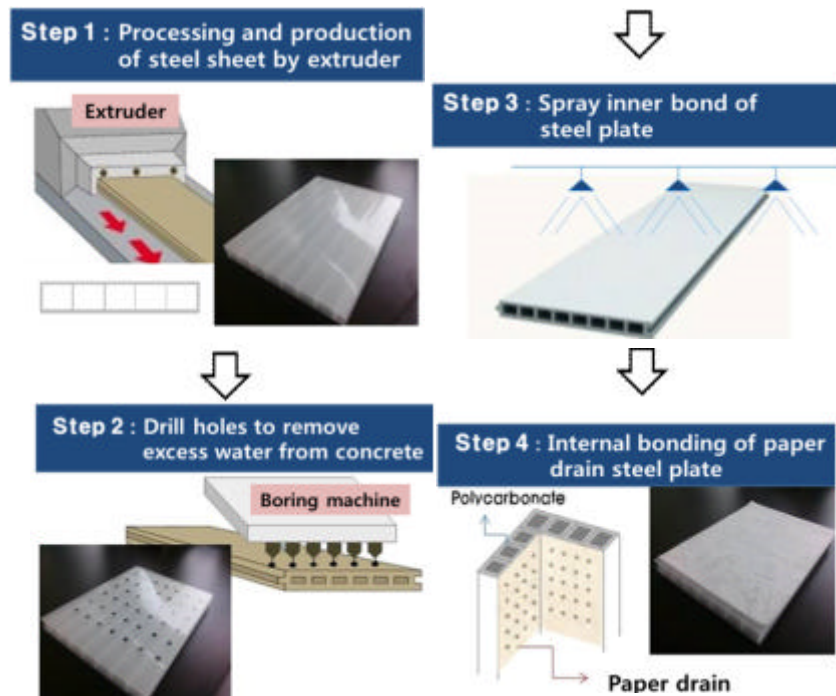 Step 1 : Processing and production
of steel sheet by extruder
Extruder
Step 2 : Drill holes to remove
excess water from concrete
Boring machine
Step 3 : Spray inner bond of
steel plate
Step 4 : Internal bonding of paper
drain steel plate
Polycarbonate
Paper drain